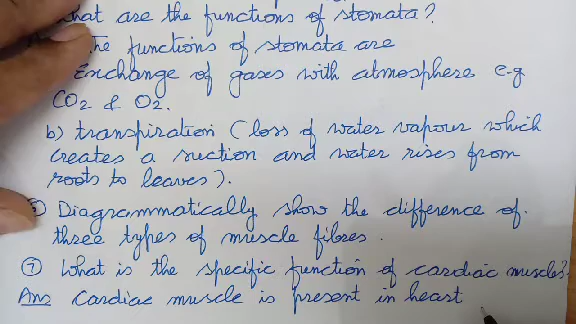 what are the functions of stomata?
The functions of stomata are
Exchange of gases with atmosphere e-g
CO2 & O2.
b) transpiration (loss of water vapour which
creates a suction and water rises from
roots to leaves).
Diagrammatically show the difference of
three types of muscle fibres.
⑦ What is the specific function of cardiac muscles?
Ans Cardiac muscle is present in heart